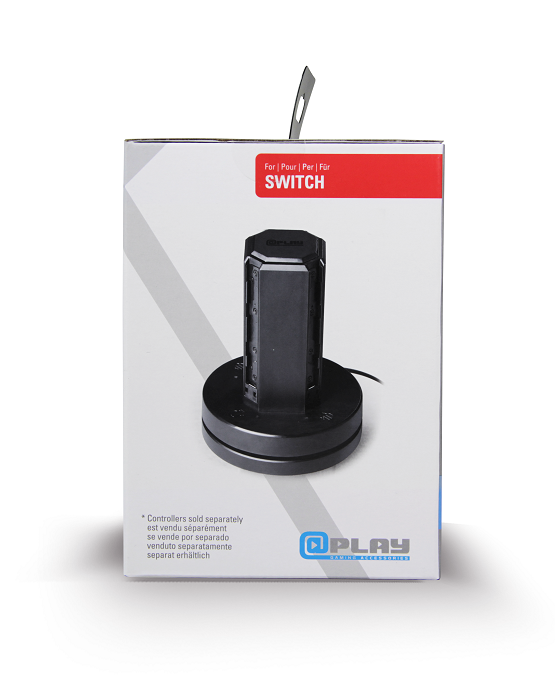 For | Pour | Per | Für
SWITCH
@PLAY
* Controllers sold separately
est vendu séparément
se vende por separado
venduto separatamente
separat erhältlich
@PLAY
GAMING ACCESSORIES